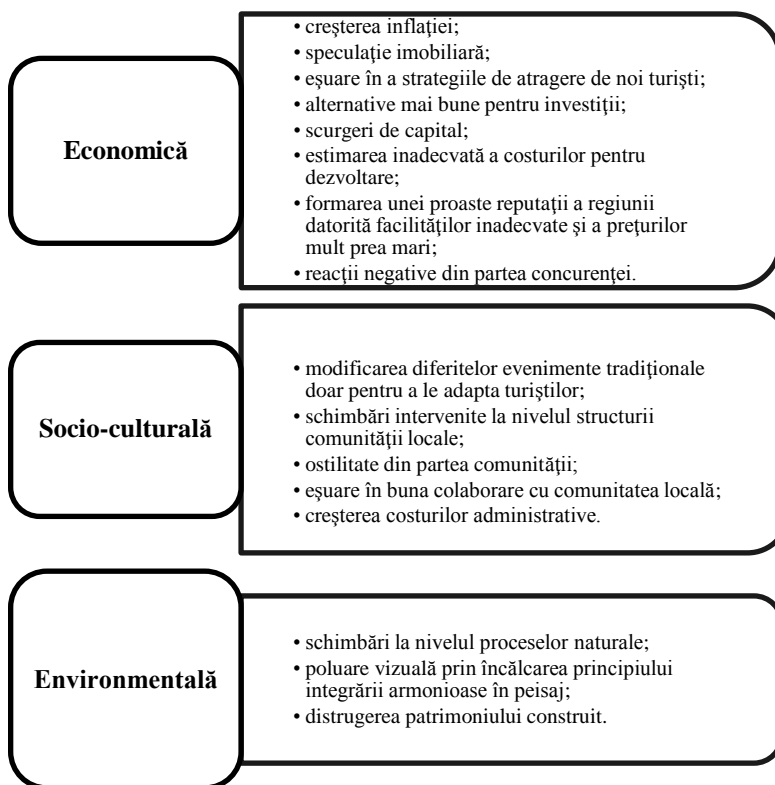 Economică
• creşterea inflaţiei;
• speculaţie imobiliară;
• eşuare în a strategiile de atragere de noi turişti;
• alternative mai bune pentru investiţii;
• scurgeri de capital;
• estimarea inadecvată a costurilor pentru
dezvoltare;
• formarea unei proaste reputaţii a regiunii
datorită facilităţilor inadecvate şi a preţurilor
mult prea mari;
• reacţii negative din partea concurenţei.
Socio-culturală
• modificarea diferitelor evenimente tradiţionale
doar pentru a le adapta turiştilor;
• schimbări intervenite la nivelul structurii
comunităţii locale;
• ostilitate din partea comunităţii;
• eşuare în buna colaborare cu comunitatea locală;
• creşterea costurilor administrative.
Environmentală
• schimbări la nivelul proceselor naturale;
• poluare vizuală prin încălcarea principiului
integrării armonioase în peisaj;
• distrugerea patrimoniului construit.